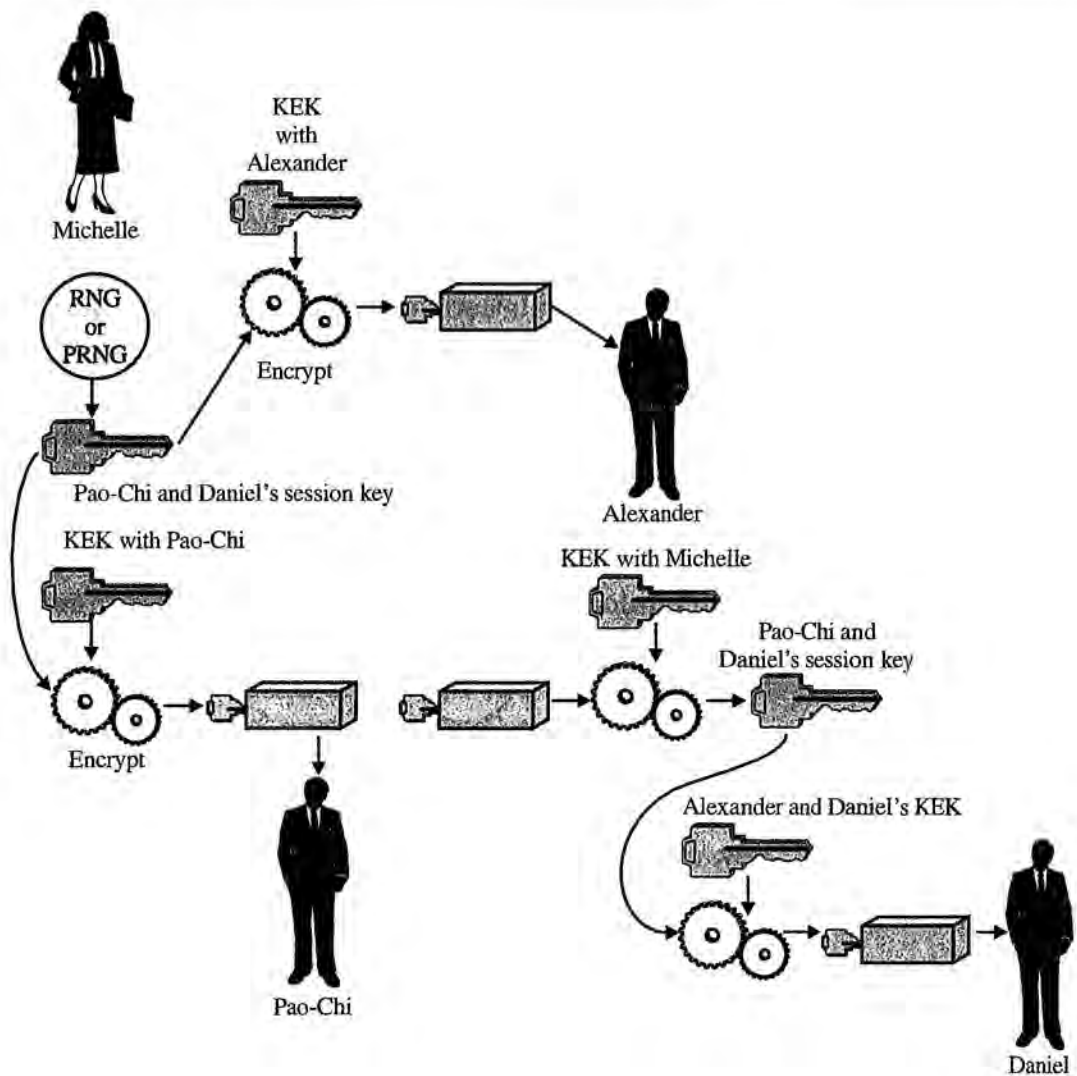 Michelle
KEK
with
Alexander
RNG
or
PRNG
Encrypt
Pao-Chi and Daniel's session key
Alexander
KEK with Pao-Chi
KEK with Michelle
Pao-Chi and
Daniel's session key
Encrypt
Alexander and Daniel's KEK
Pao-Chi
Daniel